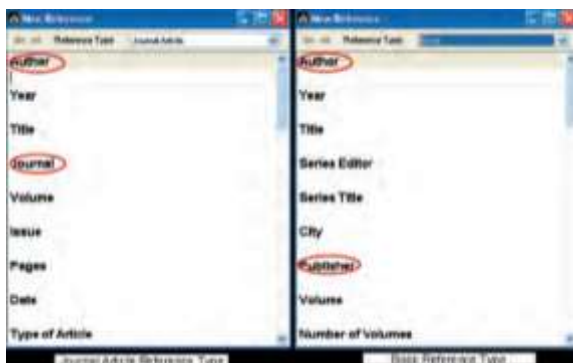 New Reference
Reference Type: Journal Article
Author
Year
Title
Journal
Volume
Issue
Pages
Date
Type of Article
Journal Article Reference Type
New Reference
Reference Type:
Author
Year
Title
Series Editor
Series Title
City
Publisher
Volume
Number of Volumes
Book Reference Type